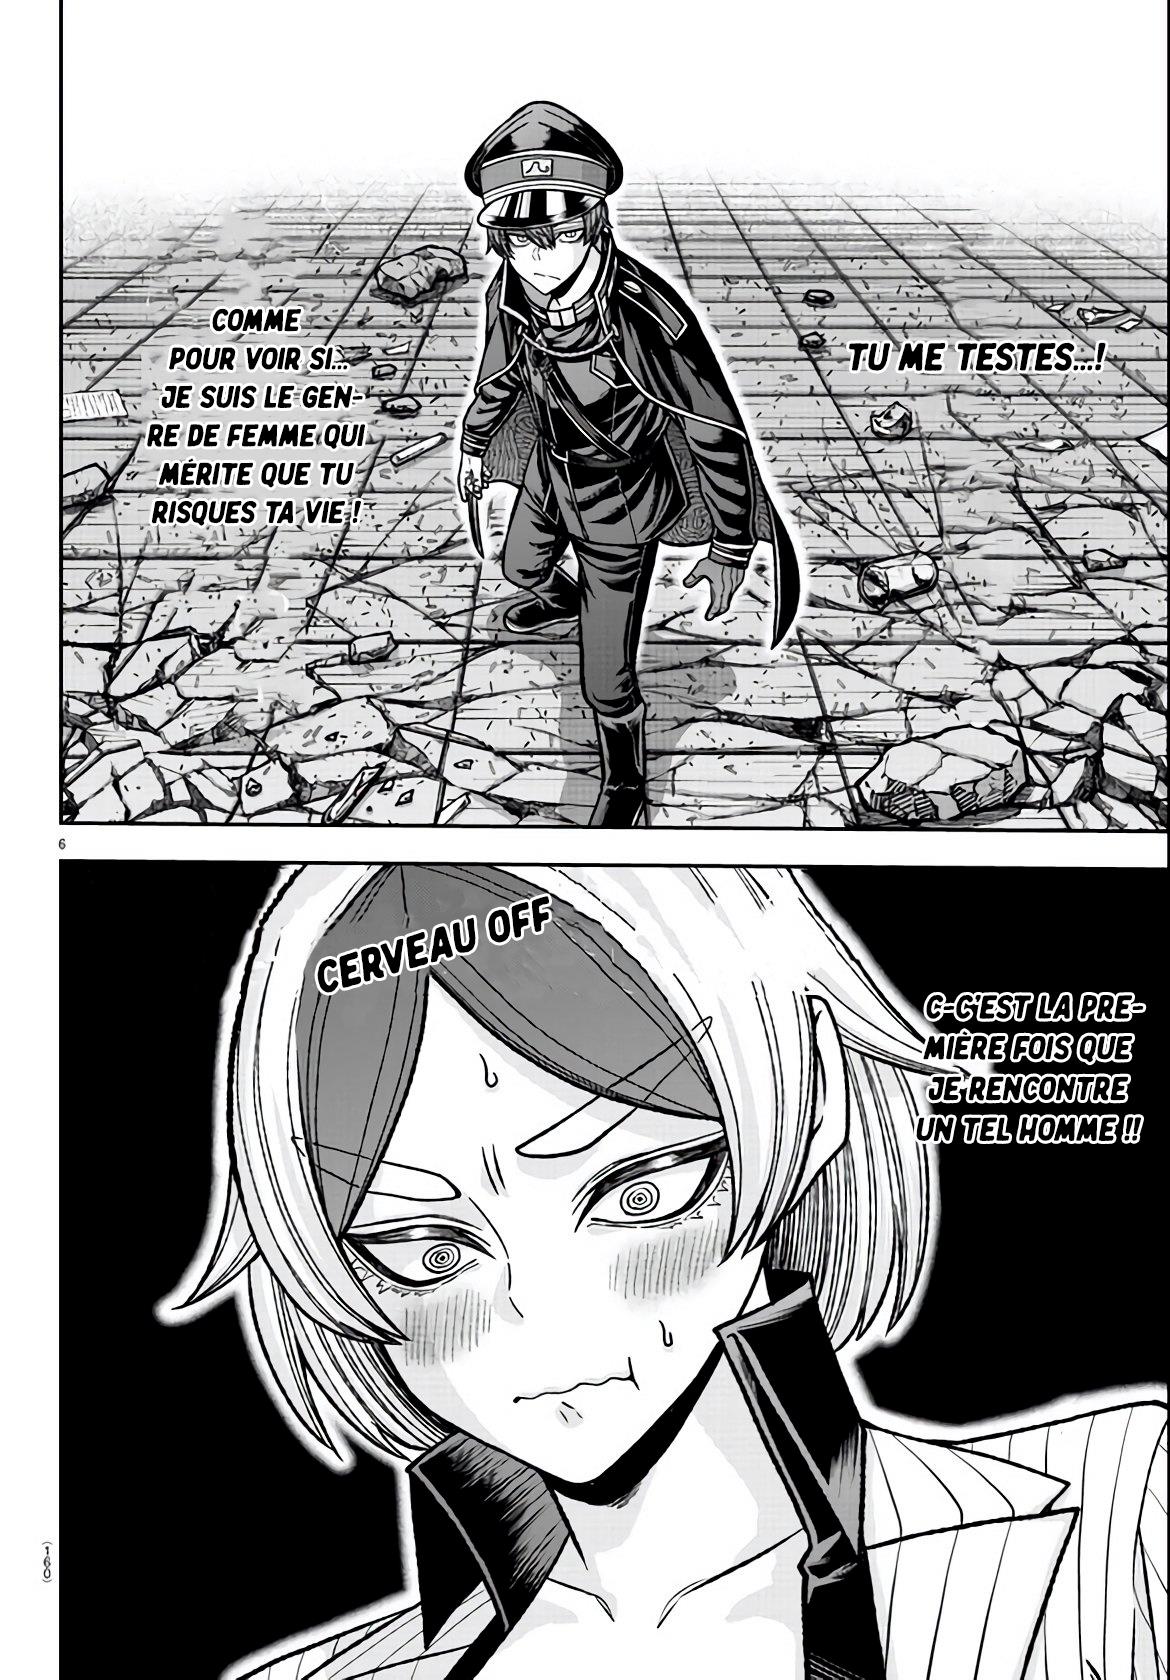 TU ME TESTES...!
COMME
POUR VOIR SI...
JE SUIS LE GEN-
RE DE FEMME QUI
MÉRITE QUE TU
RISQUES TA VIE !
九
6
CERVEAU OFF
C-C'EST LA PRE-
MIÈRE FOIS QUE
JE RENCONTRE
UN TEL HOMME !!
(160)